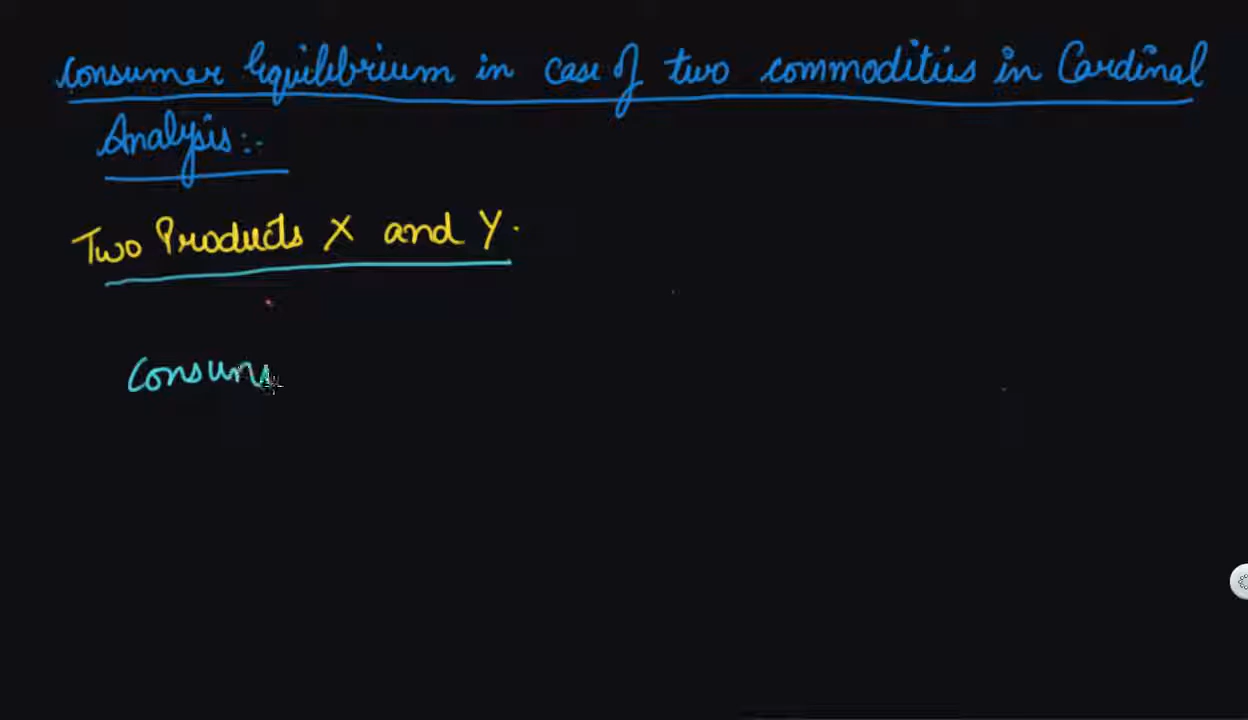 Consumer Equilibrium in case of two commodities in Cardinal
Analysis:-
Two Products X and Y.
Consum